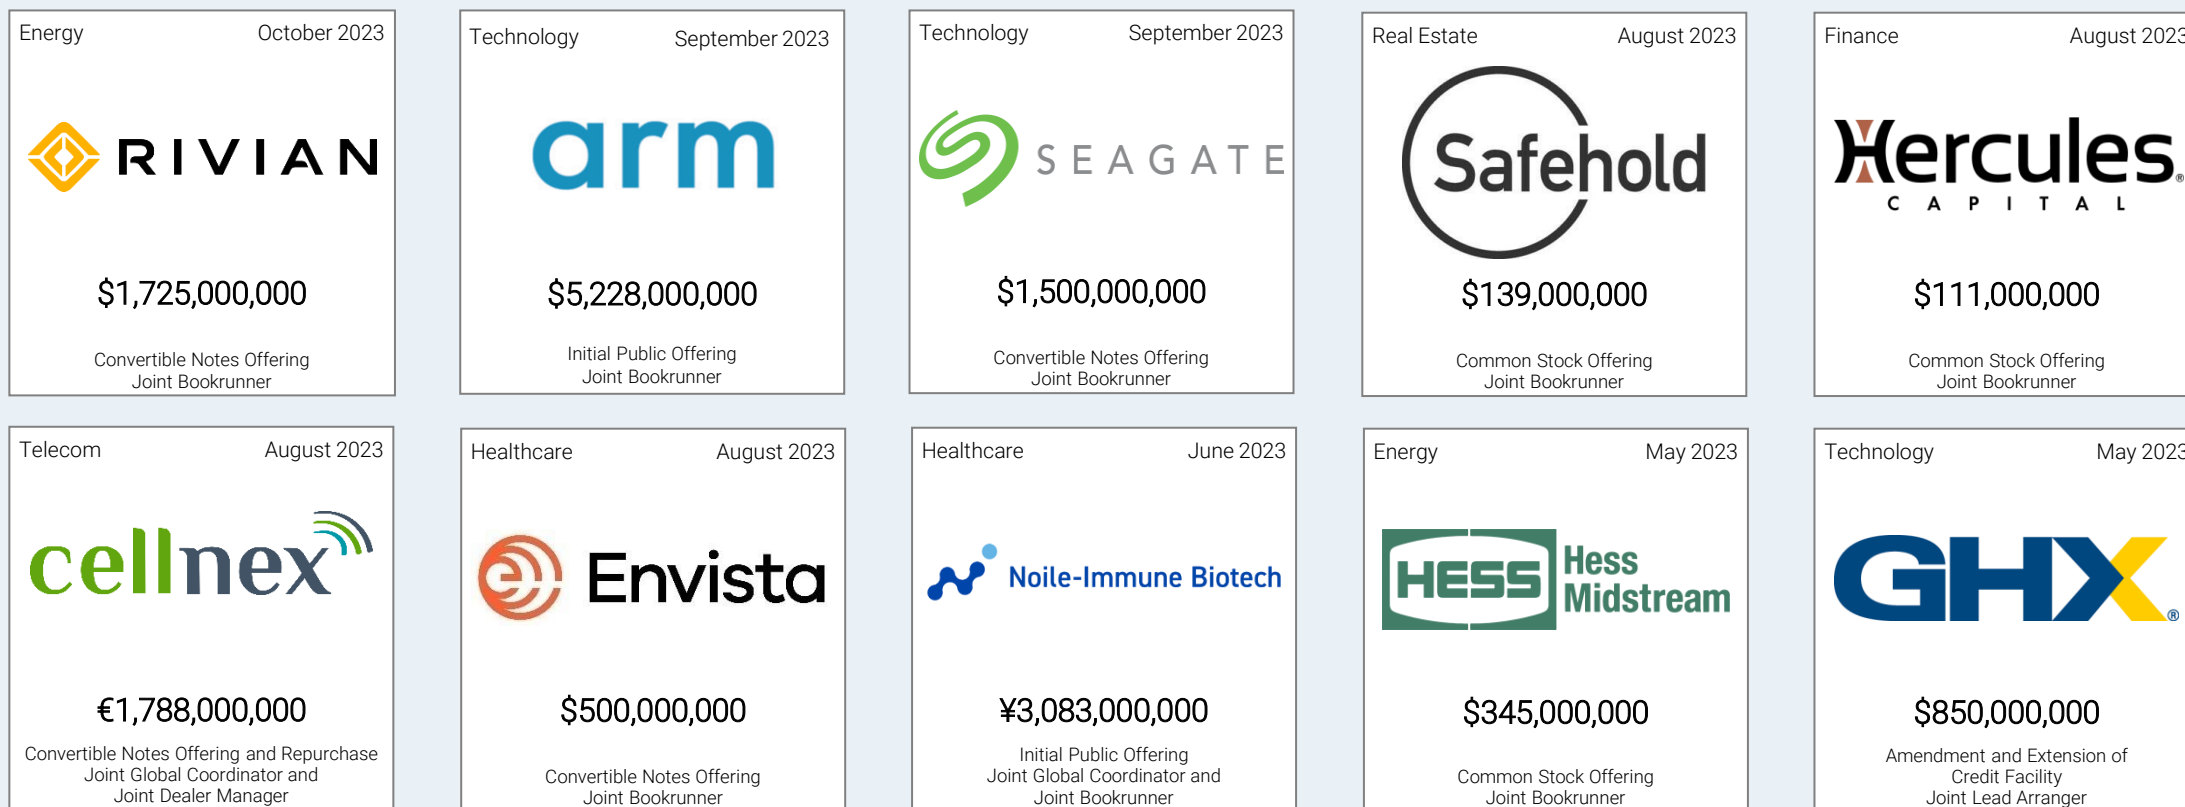 Energy October 2023
RIVIAN
$1,725,000,000
Convertible Notes Offering
Joint Bookrunner
Technology September 2023
arm
$5,228,000,000
Initial Public Offering
Joint Bookrunner
Technology September 2023
SEAGATE
$1,500,000,000
Convertible Notes Offering
Joint Bookrunner
Real Estate August 2023
Safehold
$139,000,000
Common Stock Offering
Joint Bookrunner
Finance August 2023
Hercules®
CAPITAL
$111,000,000
Common Stock Offering
Joint Bookrunner
Telecom August 2023
cellnex
€1,788,000,000
Convertible Notes Offering and Repurchase
Joint Global Coordinator and
Joint Dealer Manager
Healthcare August 2023
e Envista
$500,000,000
Convertible Notes Offering
Joint Bookrunner
Healthcare June 2023
Noile-Immune Biotech
¥3,083,000,000
Initial Public Offering
Joint Global Coordinator and
Joint Bookrunner
Energy May 2023
HESS
Hess
Midstream
$345,000,000
Common Stock Offering
Joint Bookrunner
Technology May 2023
GHX®
$850,000,000
Amendment and Extension of
Credit Facility
Joint Lead Arranger